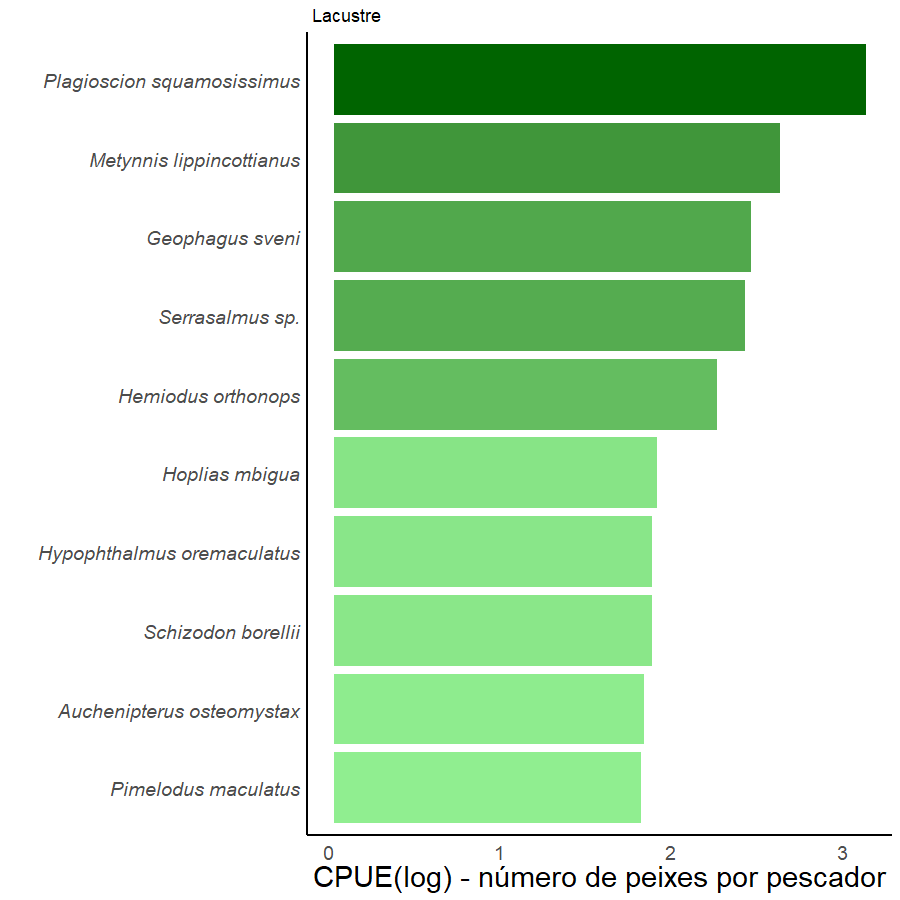 Lacustre
Plagioscion squamosissimus
Metynnis lippincottianus
Geophagus sveni
Serrasalmus sp.
Hemiodus orthonops
Hoplias mbigua
Hypophthalmus oremaculatus
Schizodon borellii
Auchenipterus osteomystax
Pimelodus maculatus
0 1 2 3
CPUE(log) - número de peixes por pescador